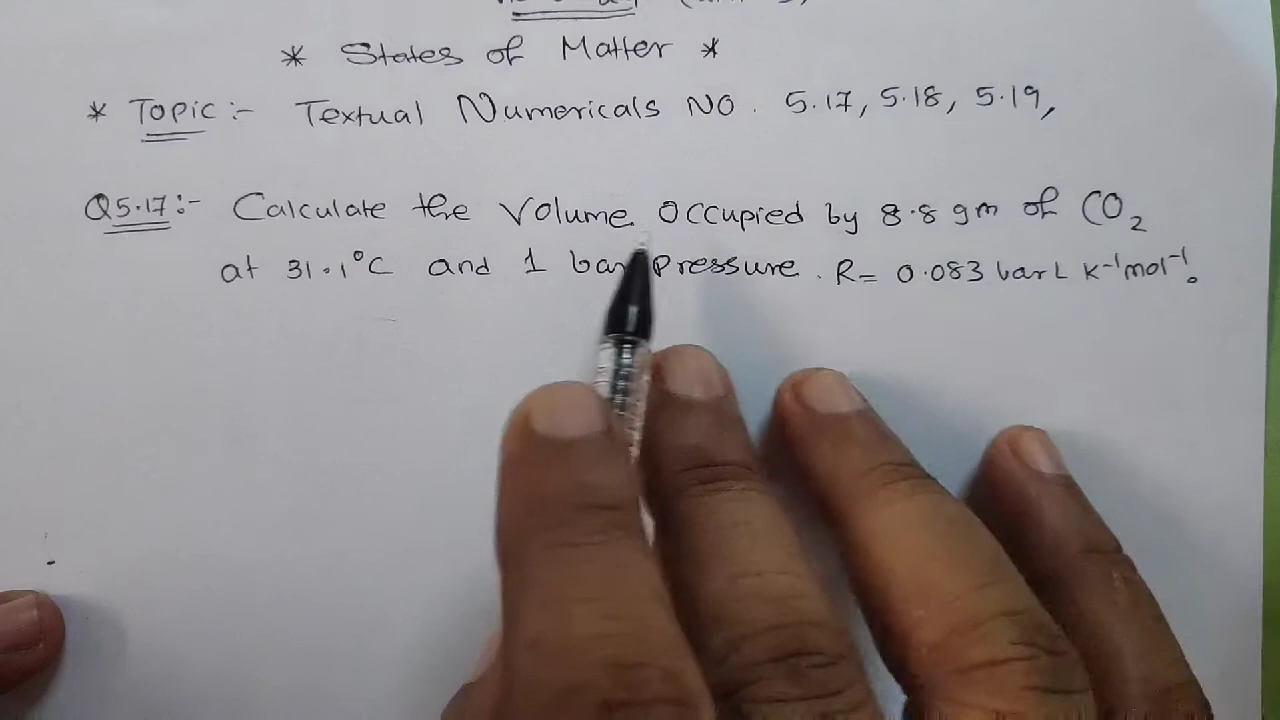 * States of Matter *
* Topic :- Textual Numericals NO. 5.17, 5.18, 5.19,
Q5.17:- Calculate the Volume Occupied by 8.8 gm of CO₂
at 31.1°C and 1 bar pressure. R = 0.083 bar L K⁻¹ mol⁻¹.